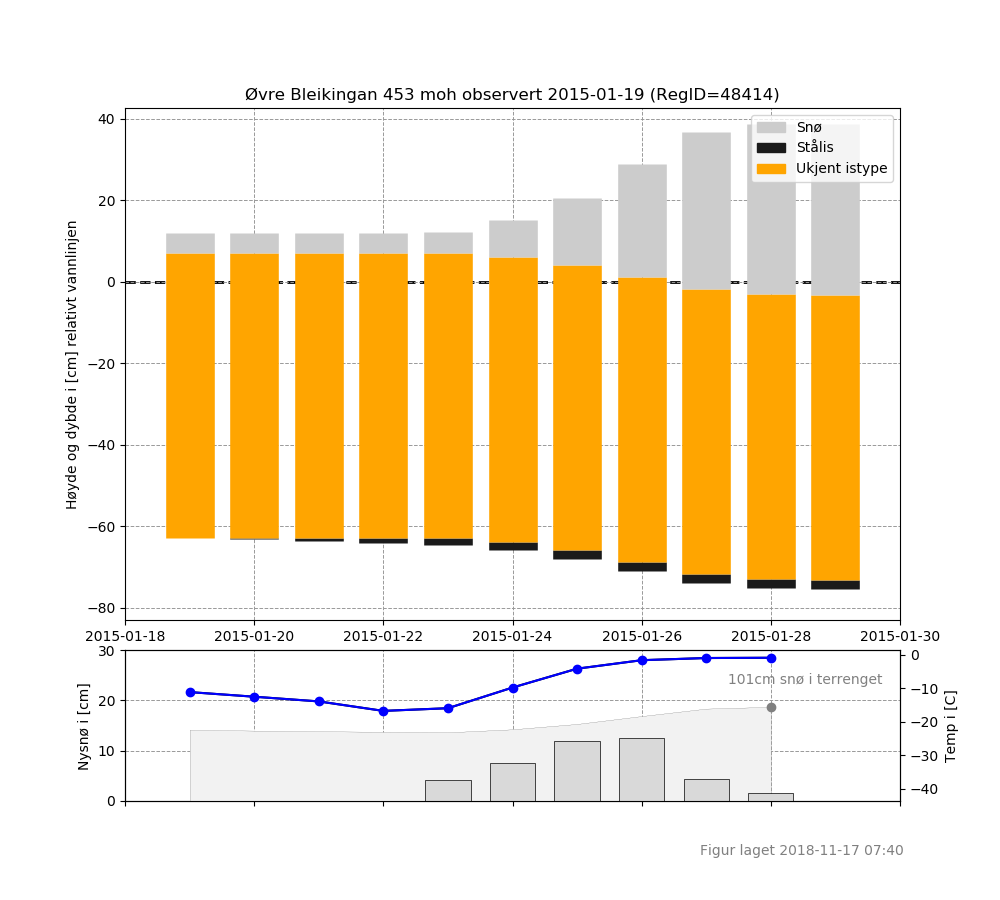 Øvre Bleikingan 453 moh observert 2015-01-19 (RegID=48414)
Høyde og dybde i [cm] relativt vannlinjen
40
20
0
−20
−40
−60
−80
Snø
Stålis
Ukjent istype
2015-01-18 2015-01-20 2015-01-22 2015-01-24 2015-01-26 2015-01-28 2015-01-30
Nysnø i [cm]
30
20
10
0
101cm snø i terrenget
0
−10
−20
−30
−40
Temp i [C]
Figur laget 2018-11-17 07:40